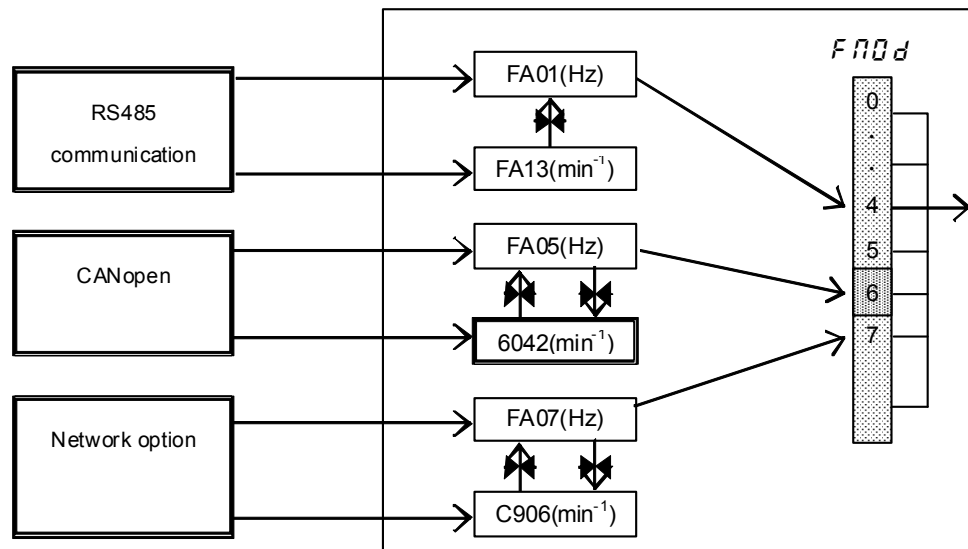 RS485
communication
FA01(Hz)
FA13(min⁻¹)
CANopen
FA05(Hz)
6042(min⁻¹)
Network option
FA07(Hz)
C906(min⁻¹)
FMOd
0
.
.
4
5
6
7